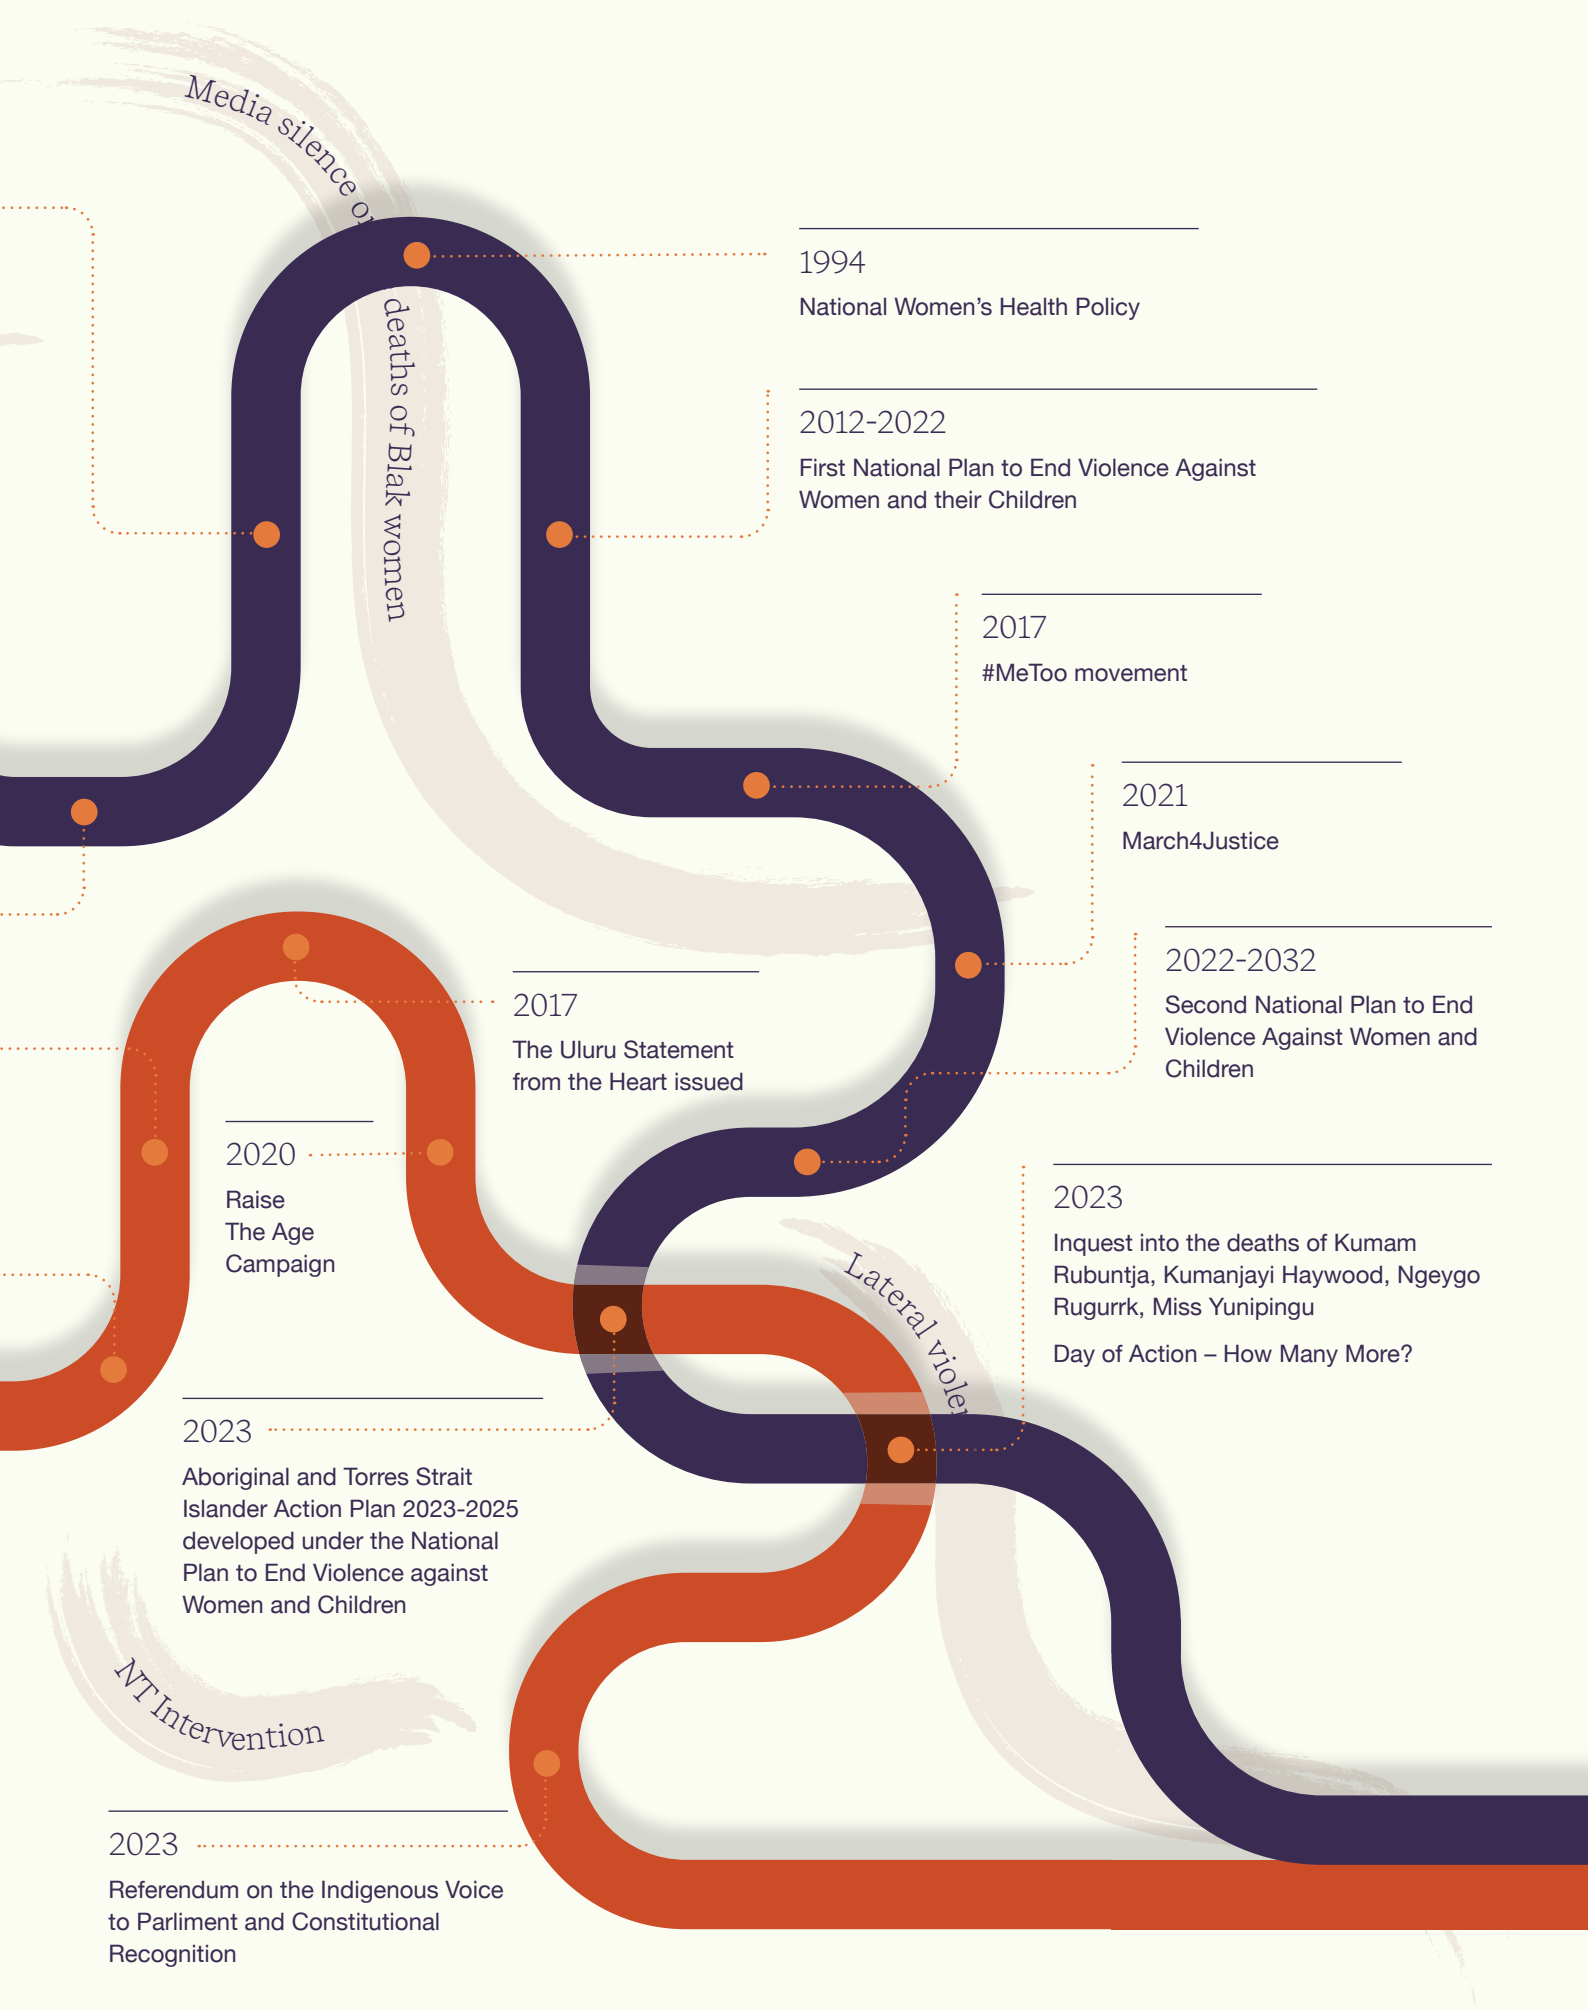 Media silence
deaths of Blak women
1994
National Women's Health Policy
2012-2022
First National Plan to End Violence Against
Women and their Children
2017
#MeToo movement
2021
March4Justice
2022-2032
Second National Plan to End
Violence Against Women and
Children
2017
The Uluru Statement
from the Heart issued
2020
Raise
The Age
Campaign
2023
Inquest into the deaths of Kumam
Rubuntja, Kumanjayi Haywood, Ngeygo
Rugurrk, Miss Yunipingu
Day of Action – How Many More?
Lateral
2023
Aboriginal and Torres Strait
Islander Action Plan 2023-2025
developed under the National
Plan to End Violence against
Women and Children
NT Intervention
2023
Referendum on the Indigenous Voice
to Parliment and Constitutional
Recognition